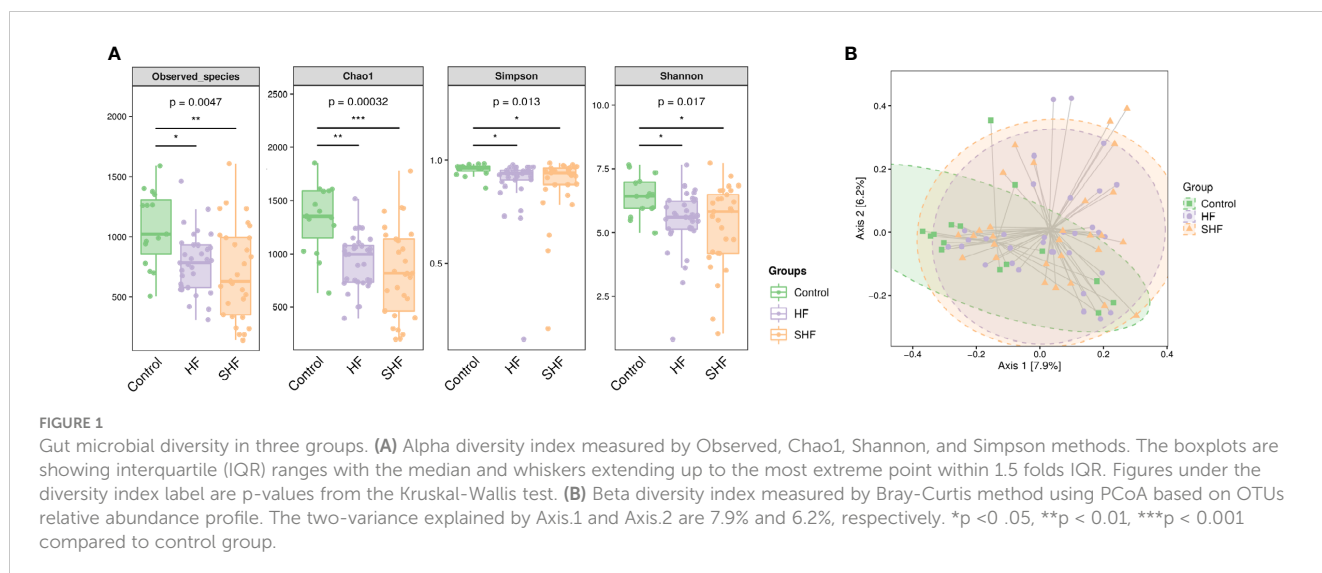 A
B
Observed_species
Chao1
Simpson
Shannon
p = 0.0047
p = 0.00032
p = 0.013
p = 0.017
**
***
*
*
*
**
*
*
2000
1500
1000
500
2500
2000
1500
1000
500
1.0
0.5
10.0
7.5
5.0
2.5
Control
HF
SHF
Control
HF
SHF
Control
HF
SHF
Control
HF
SHF
Groups
Control
HF
SHF
Axis 2 [6.2%]
0.4
0.2
0.0
-0.2
-0.4
-0.2
0.0
0.2
0.4
Axis 1 [7.9%]
Group
Control
HF
SHF
FIGURE 1
Gut microbial diversity in three groups. (A) Alpha diversity index measured by Observed, Chao1, Shannon, and Simpson methods. The boxplots are
showing interquartile (IQR) ranges with the median and whiskers extending up to the most extreme point within 1.5 folds IQR. Figures under the
diversity index label are p-values from the Kruskal-Wallis test. (B) Beta diversity index measured by Bray-Curtis method using PCoA based on OTUs
relative abundance profile. The two-variance explained by Axis.1 and Axis.2 are 7.9% and 6.2%, respectively. *p <0 .05, **p < 0.01, ***p < 0.001
compared to control group.